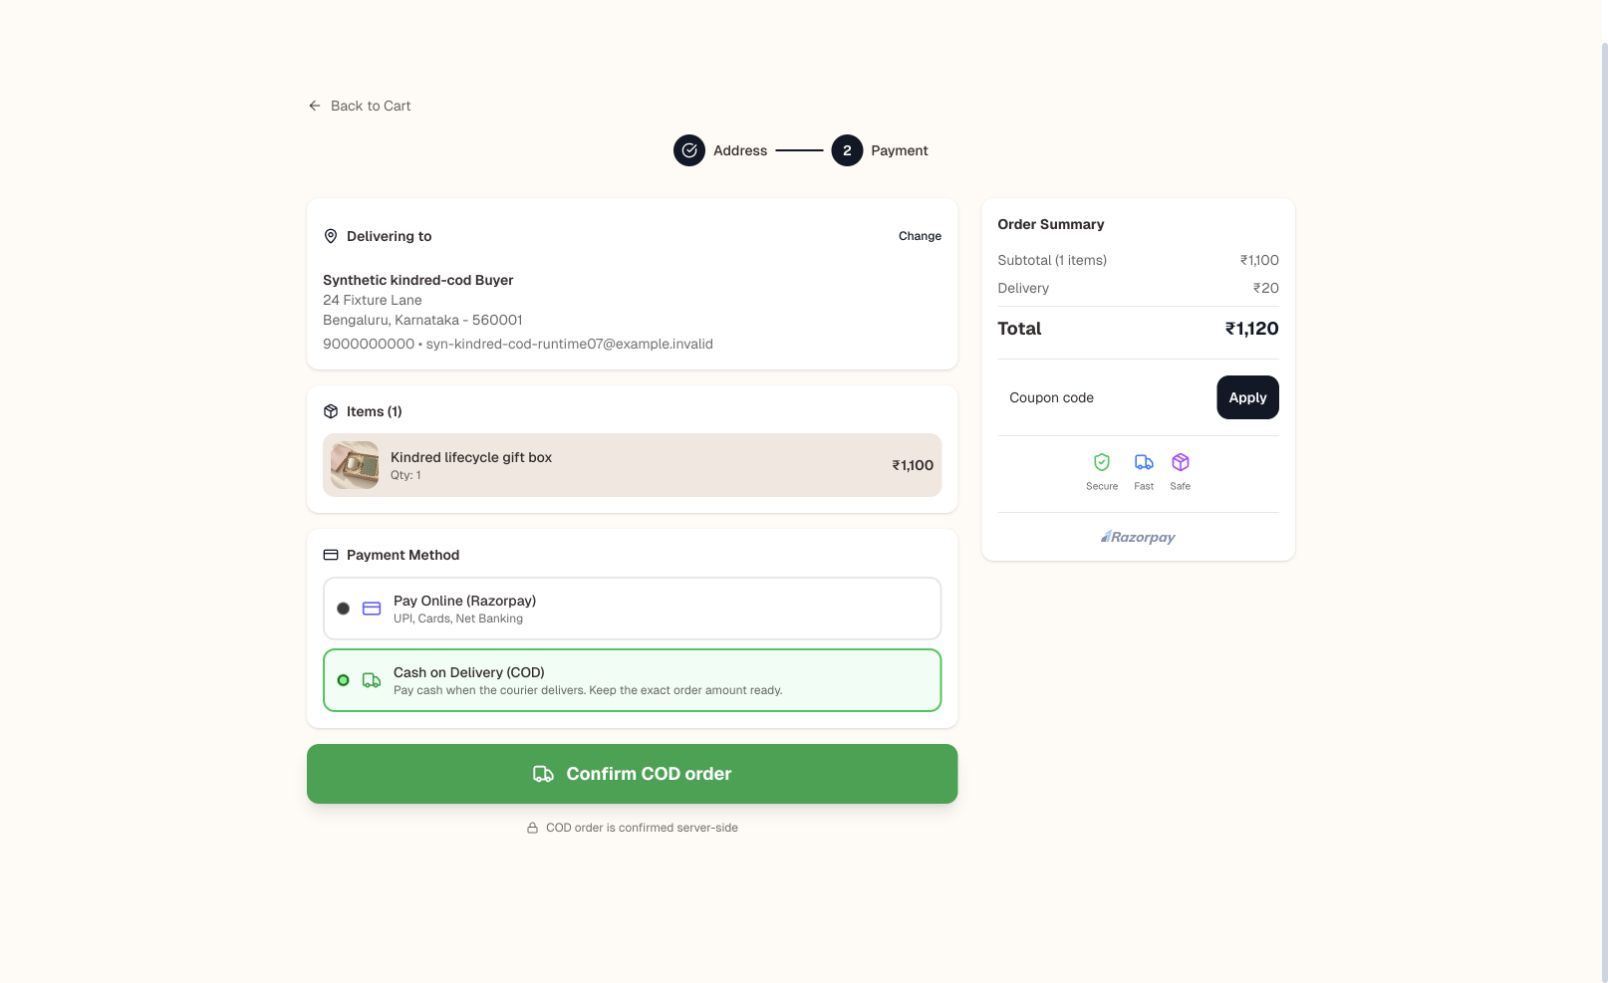 Back to Cart
Address
2
Payment
Delivering to
Change
Synthetic kindred-cod Buyer
24 Fixture Lane
Bengaluru, Karnataka - 560001
9000000000 • syn-kindred-cod-runtime07@example.invalid
Items (1)
Kindred lifecycle gift box
Qty: 1
₹1,100
Payment Method
Pay Online (Razorpay)
UPI, Cards, Net Banking
Cash on Delivery (COD)
Pay cash when the courier delivers. Keep the exact order amount ready.
Confirm COD order
COD order is confirmed server-side
Order Summary
Subtotal (1 items) ₹1,100
Delivery ₹20
Total ₹1,120
Coupon code
Apply
Secure
Fast
Safe
Razorpay